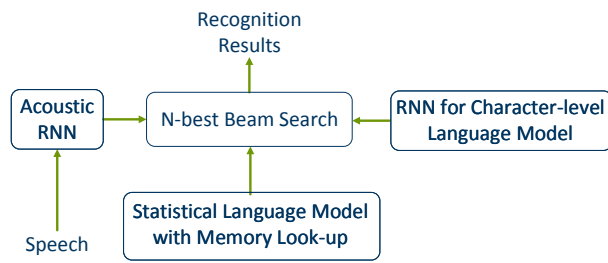 Recognition
Results
Acoustic
RNN
N-best Beam Search
RNN for Character-level
Language Model
Statistical Language Model
with Memory Look-up
Speech